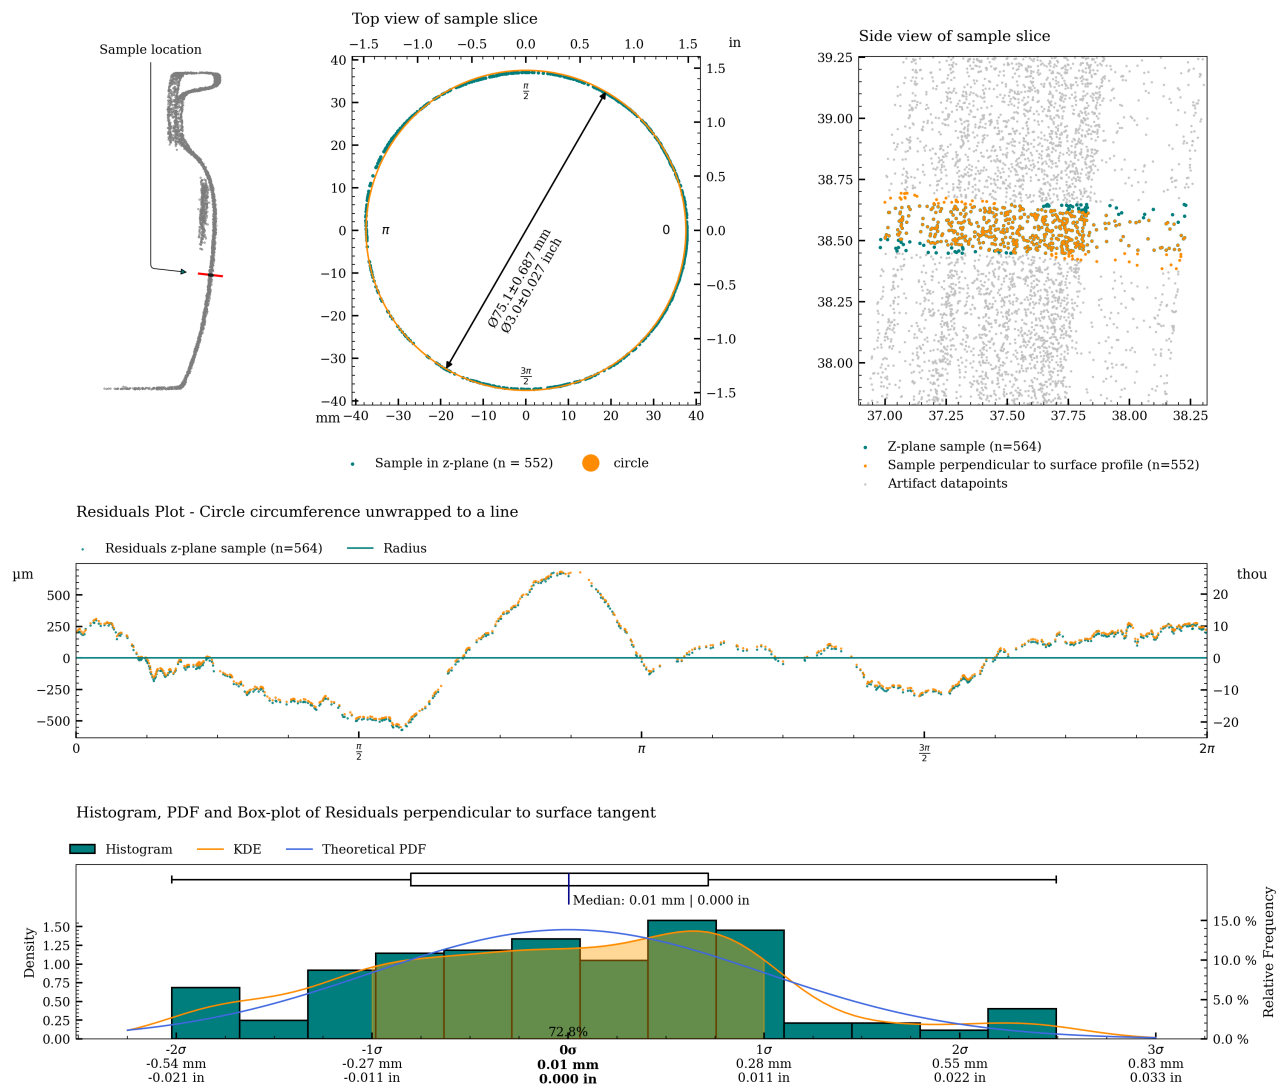 Sample location
Top view of sample slice
−1.5 −1.0 −0.5 0.0 0.5 1.0 1.5 in
40 30 20 10 0 −10 −20 −30 −40
1.5 1.0 0.5 0.0 −0.5 −1.0 −1.5
π/2
π
0
3π/2
Ø75.1±0.687 mm
Ø3.0±0.027 inch
mm −40 −30 −20 −10 0 10 20 30 40
Sample in z-plane (n = 552) circle
Side view of sample slice
39.25
39.00
38.75
38.50
38.25
38.00
37.00 37.25 37.50 37.75 38.00 38.25
Z-plane sample (n=564)
Sample perpendicular to surface profile (n=552)
Artifact datapoints
Residuals Plot - Circle circumference unwrapped to a line
Residuals z-plane sample (n=564) Radius
µm thou
500 20
250 10
0 0
−250 −10
−500 −20
0 π/2 π 3π/2 2π
Histogram, PDF and Box-plot of Residuals perpendicular to surface tangent
Histogram KDE Theoretical PDF
Median: 0.01 mm | 0.000 in
Density
1.50
1.25
1.00
0.75
0.50
0.25
0.00
15.0 %
10.0 %
5.0 %
0.0 %
Relative Frequency
72.8%
-2σ -1σ 0σ 1σ 2σ 3σ
-0.54 mm -0.27 mm 0.01 mm 0.28 mm 0.55 mm 0.83 mm
-0.021 in -0.011 in 0.000 in 0.011 in 0.022 in 0.033 in